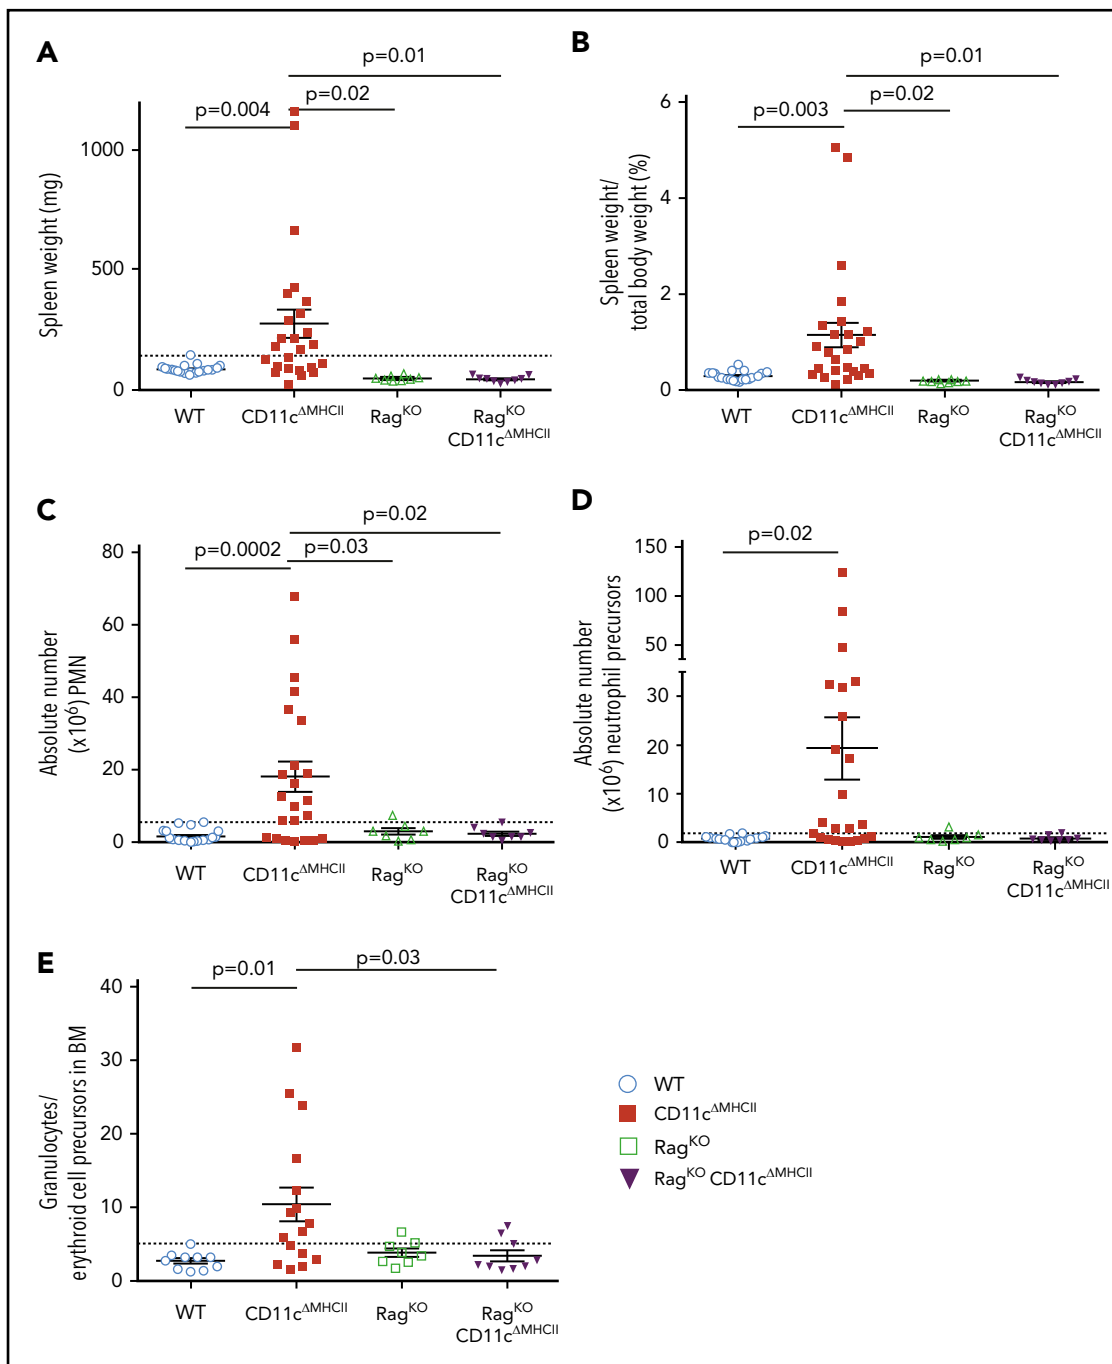 A
p=0.01
p=0.02
p=0.004
Spleen weight (mg)
1000
500
0
WT
CD11c^ΔMHCII
Rag^KO
Rag^KO
CD11c^ΔMHCII
B
p=0.01
p=0.02
p=0.003
Spleen weight/
total body weight (%)
6
4
2
0
WT
CD11c^ΔMHCII
Rag^KO
Rag^KO
CD11c^ΔMHCII
C
p=0.02
p=0.0002
p=0.03
Absolute number
(x10^6) PMN
80
60
40
20
0
WT
CD11c^ΔMHCII
Rag^KO
Rag^KO
CD11c^ΔMHCII
D
p=0.02
Absolute number
(x10^6) neutrophil precursors
150
100
50
30
20
10
0
WT
CD11c^ΔMHCII
Rag^KO
Rag^KO
CD11c^ΔMHCII
E
p=0.03
p=0.01
Granulocytes/
erythroid cell precursors in BM
40
30
20
10
0
WT
CD11c^ΔMHCII
Rag^KO
Rag^KO
CD11c^ΔMHCII
WT
CD11c^ΔMHCII
Rag^KO
Rag^KO CD11c^ΔMHCII